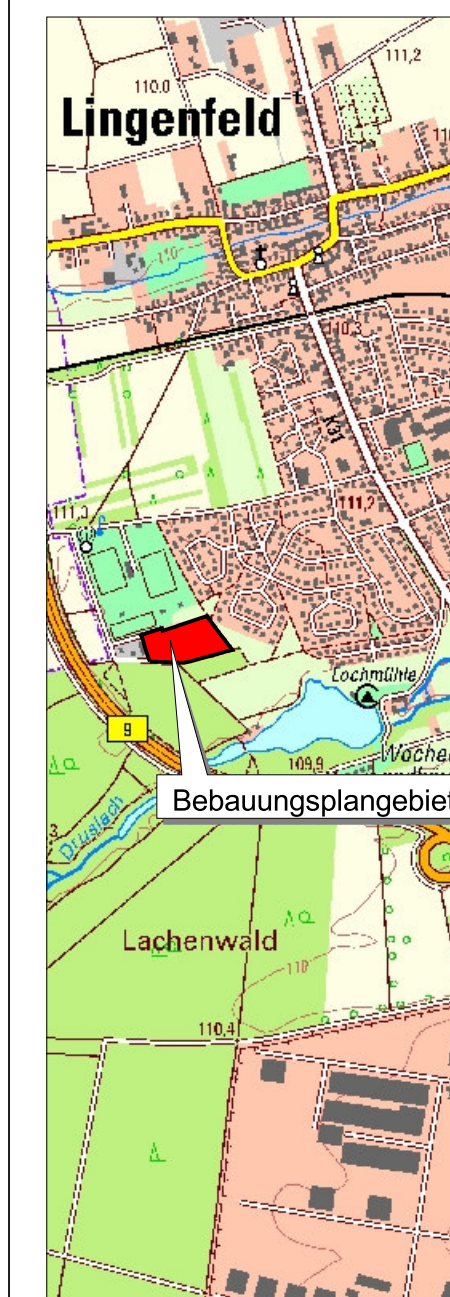 111,2
110.0
Lingenfeld
110
110.3
K31
111,2
111,3
Lochmühle
9
109,9
Bebauungsplangebiet
Druslach
Lachenwald
110
110,4